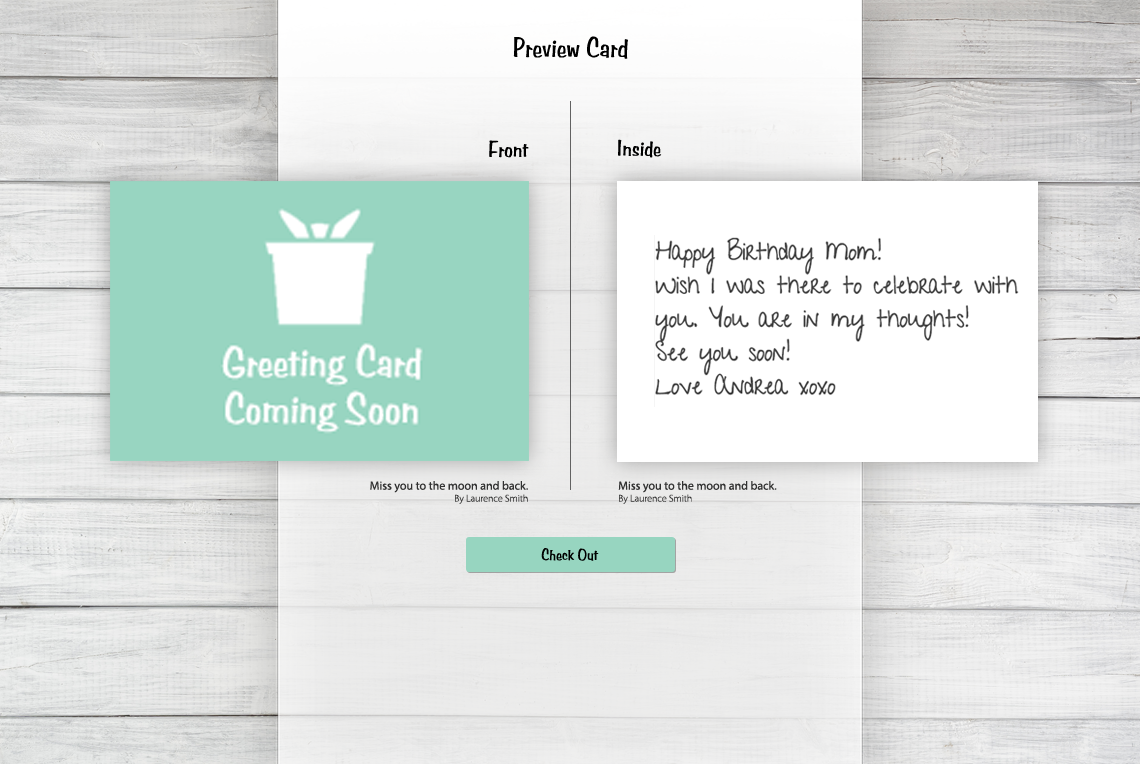 Preview Card
Front
Greeting Card
Coming Soon
Miss you to the moon and back.
By Laurence Smith
Inside
Happy Birthday Mom!
Wish I was there to celebrate with
you. You are in my thoughts!
See you soon!
Love Andrea xoxo
Miss you to the moon and back.
By Laurence Smith
Check Out